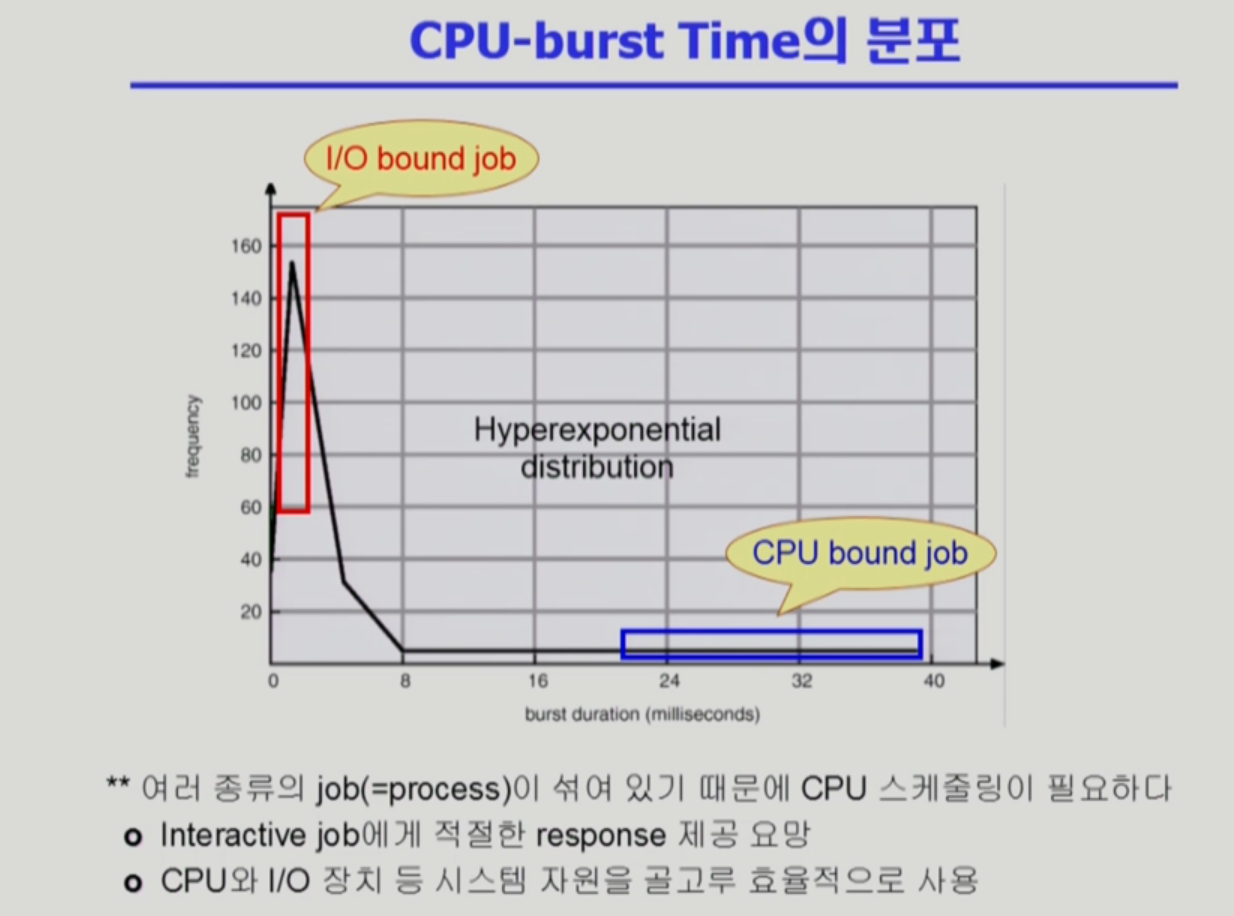 CPU-burst Time의 분포
I/O bound job
160
140
120
100
80
60
40
20
frequency
Hyperexponential
distribution
CPU bound job
0 8 16 24 32 40
burst duration (milliseconds)
** 여러 종류의 job(=process)이 섞여 있기 때문에 CPU 스케줄링이 필요하다
o Interactive job에게 적절한 response 제공 요망
o CPU와 I/O 장치 등 시스템 자원을 골고루 효율적으로 사용